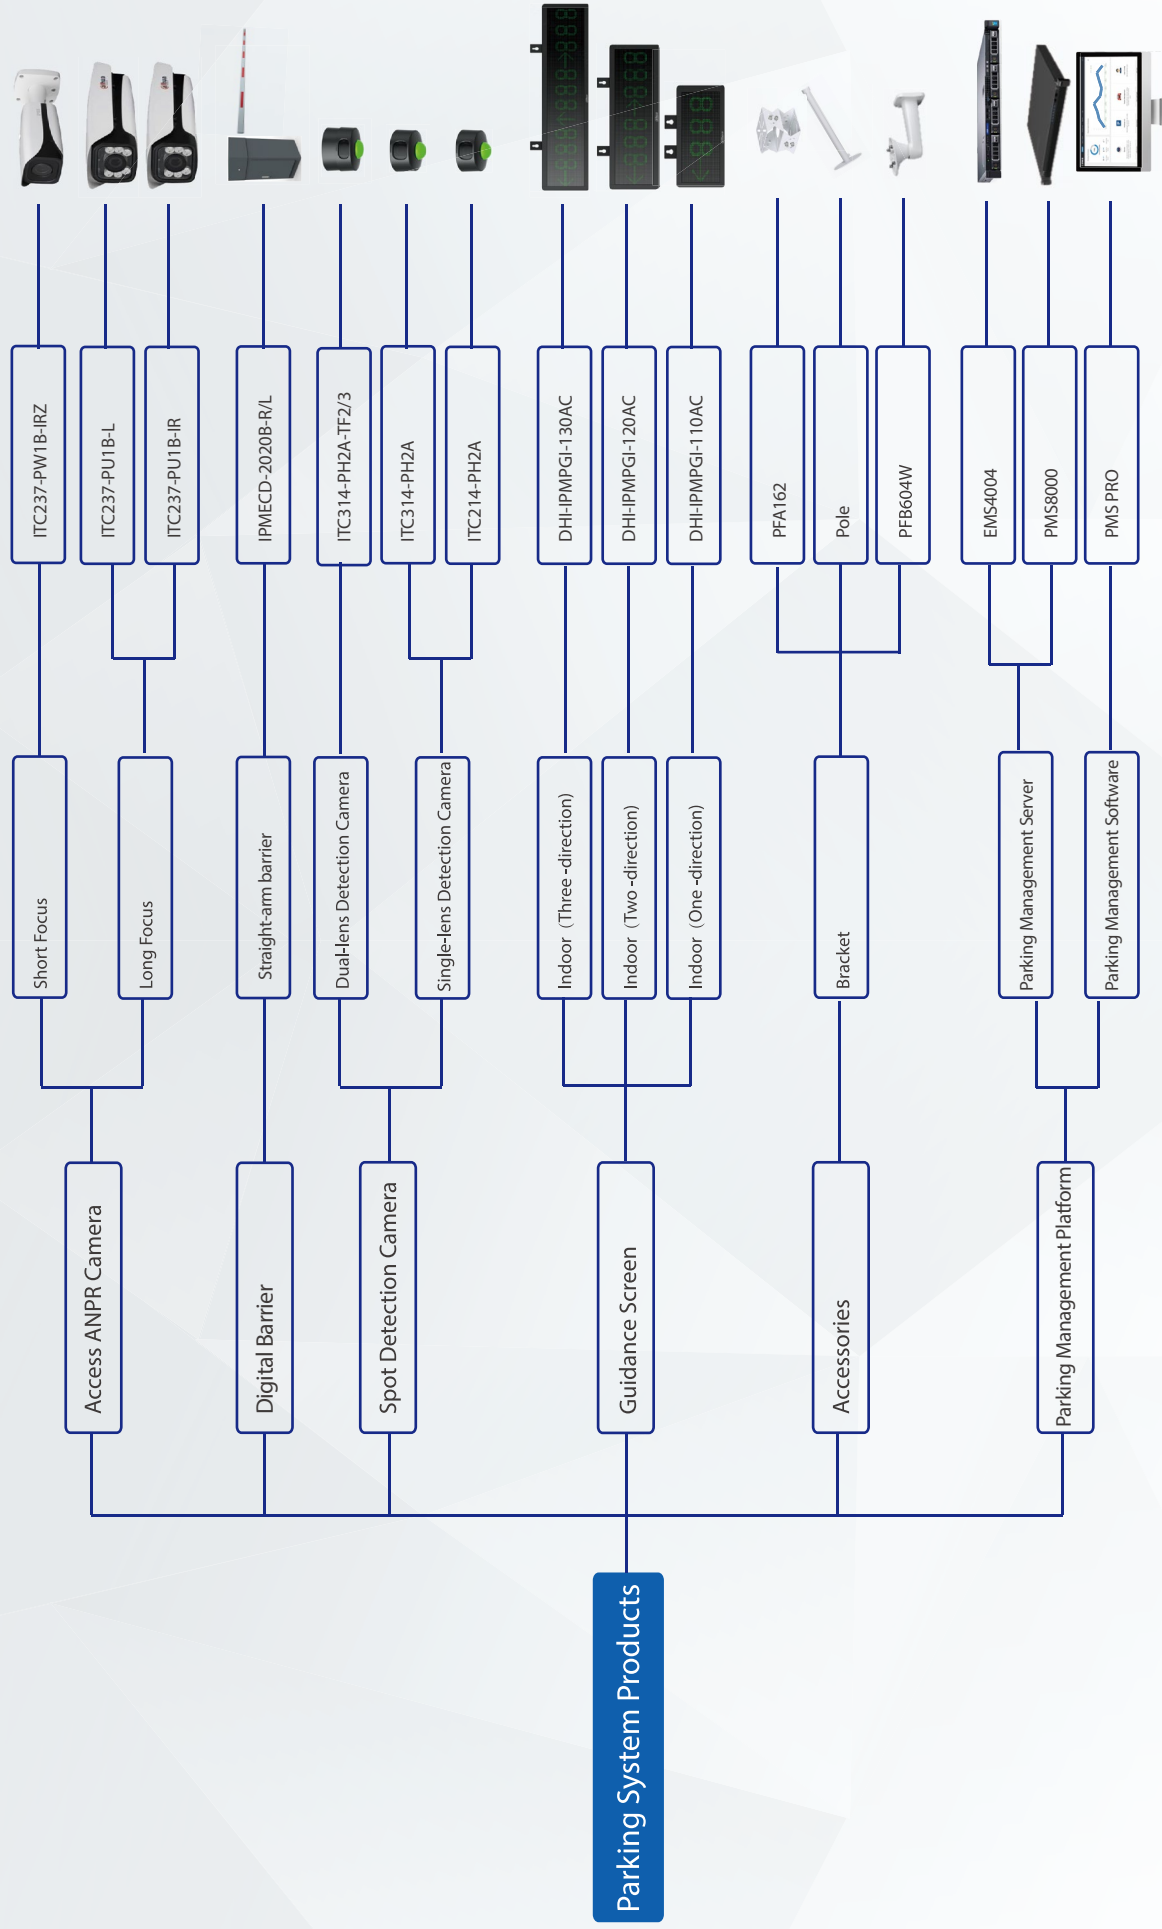 Parking System Products
Access ANPR Camera
Short Focus
ITC237-PW1B-IRZ
Long Focus
ITC237-PU1B-L
ITC237-PU1B-IR
Digital Barrier
Straight-arm barrier
IPMECD-2020B-R/L
Spot Detection Camera
Dual-lens Detection Camera
ITC314-PH2A-TF2/3
Single-lens Detection Camera
ITC314-PH2A
ITC214-PH2A
Guidance Screen
Indoor (Three -direction)
DHI-IPMPGI-130AC
Indoor (Two -direction)
DHI-IPMPGI-120AC
Indoor (One -direction)
DHI-IPMPGI-110AC
Accessories
Bracket
PFA162
Pole
PFB604W
Parking Management Platform
Parking Management Server
EMS4004
PMS8000
Parking Management Software
PMS PRO